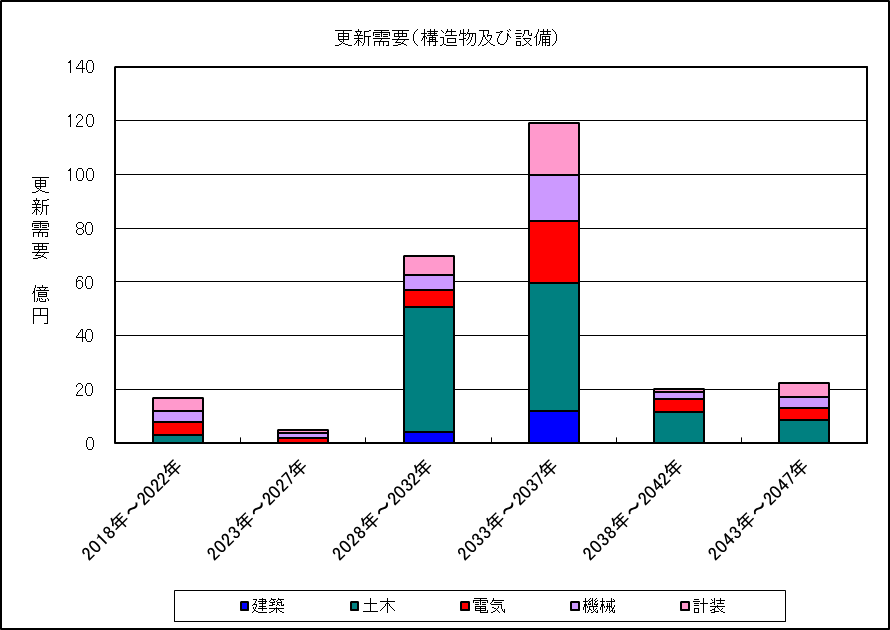 更新需要（構造物及び設備）
140
120
100
80
60
40
20
0
更新需要　億円
2018年～2022年
2023年～2027年
2028年～2032年
2033年～2037年
2038年～2042年
2043年～2047年
建築 土木 電気 機械 計装